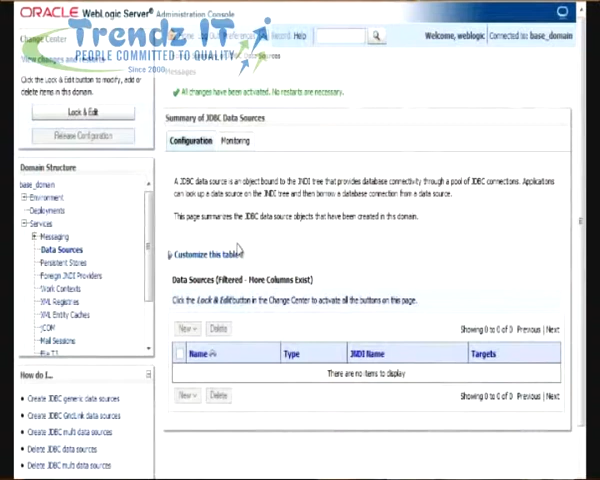 ORACLE WebLogic Server® Administration Console
Trendz IT
PEOPLE COMMITTED TO QUALITY
Since 2000
Change Center
View changes and restarts
Click the Lock & Edit button to modify, add or
delete items in this domain.
Lock & Edit
Release Configuration
Record Help
Welcome, weblogic
Connected to: base_domain
Messages
All changes have been activated. No restarts are necessary.
Summary of JDBC Data Sources
Configuration Monitoring
A JDBC data source is an object bound to the JNDI tree that provides database connectivity through a pool of JDBC connections. Applications
can look up a data source on the JNDI tree and then borrow a database connection from a data source.
This page summarizes the JDBC data source objects that have been created in this domain.
Customize this table
Data Sources (Filtered - More Columns Exist)
Click the Lock & Edit button in the Change Center to activate all the buttons on this page.
New Delete
Showing 0 to 0 of 0 Previous | Next
Name Type JNDI Name Targets
There are no items to display
New Delete
Showing 0 to 0 of 0 Previous | Next
Domain Structure
base_domain
Environment
Deployments
Services
Messaging
Data Sources
Persistent Stores
Foreign JNDI Providers
Work Contexts
XML Registries
XML Entity Caches
jCOM
Mail Sessions
File T3
How do I...
Create JDBC generic data sources
Create JDBC GridLink data sources
Create JDBC multi data sources
Delete JDBC data sources
Delete JDBC multi data sources